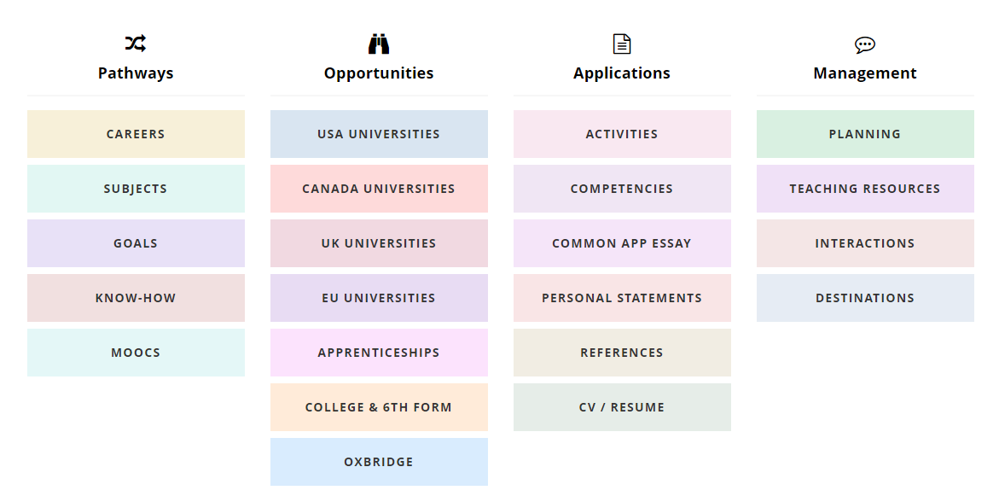 Pathways
CAREERS
SUBJECTS
GOALS
KNOW-HOW
MOOCS
Opportunities
USA UNIVERSITIES
CANADA UNIVERSITIES
UK UNIVERSITIES
EU UNIVERSITIES
APPRENTICESHIPS
COLLEGE & 6TH FORM
OXBRIDGE
Applications
ACTIVITIES
COMPETENCIES
COMMON APP ESSAY
PERSONAL STATEMENTS
REFERENCES
CV / RESUME
Management
PLANNING
TEACHING RESOURCES
INTERACTIONS
DESTINATIONS